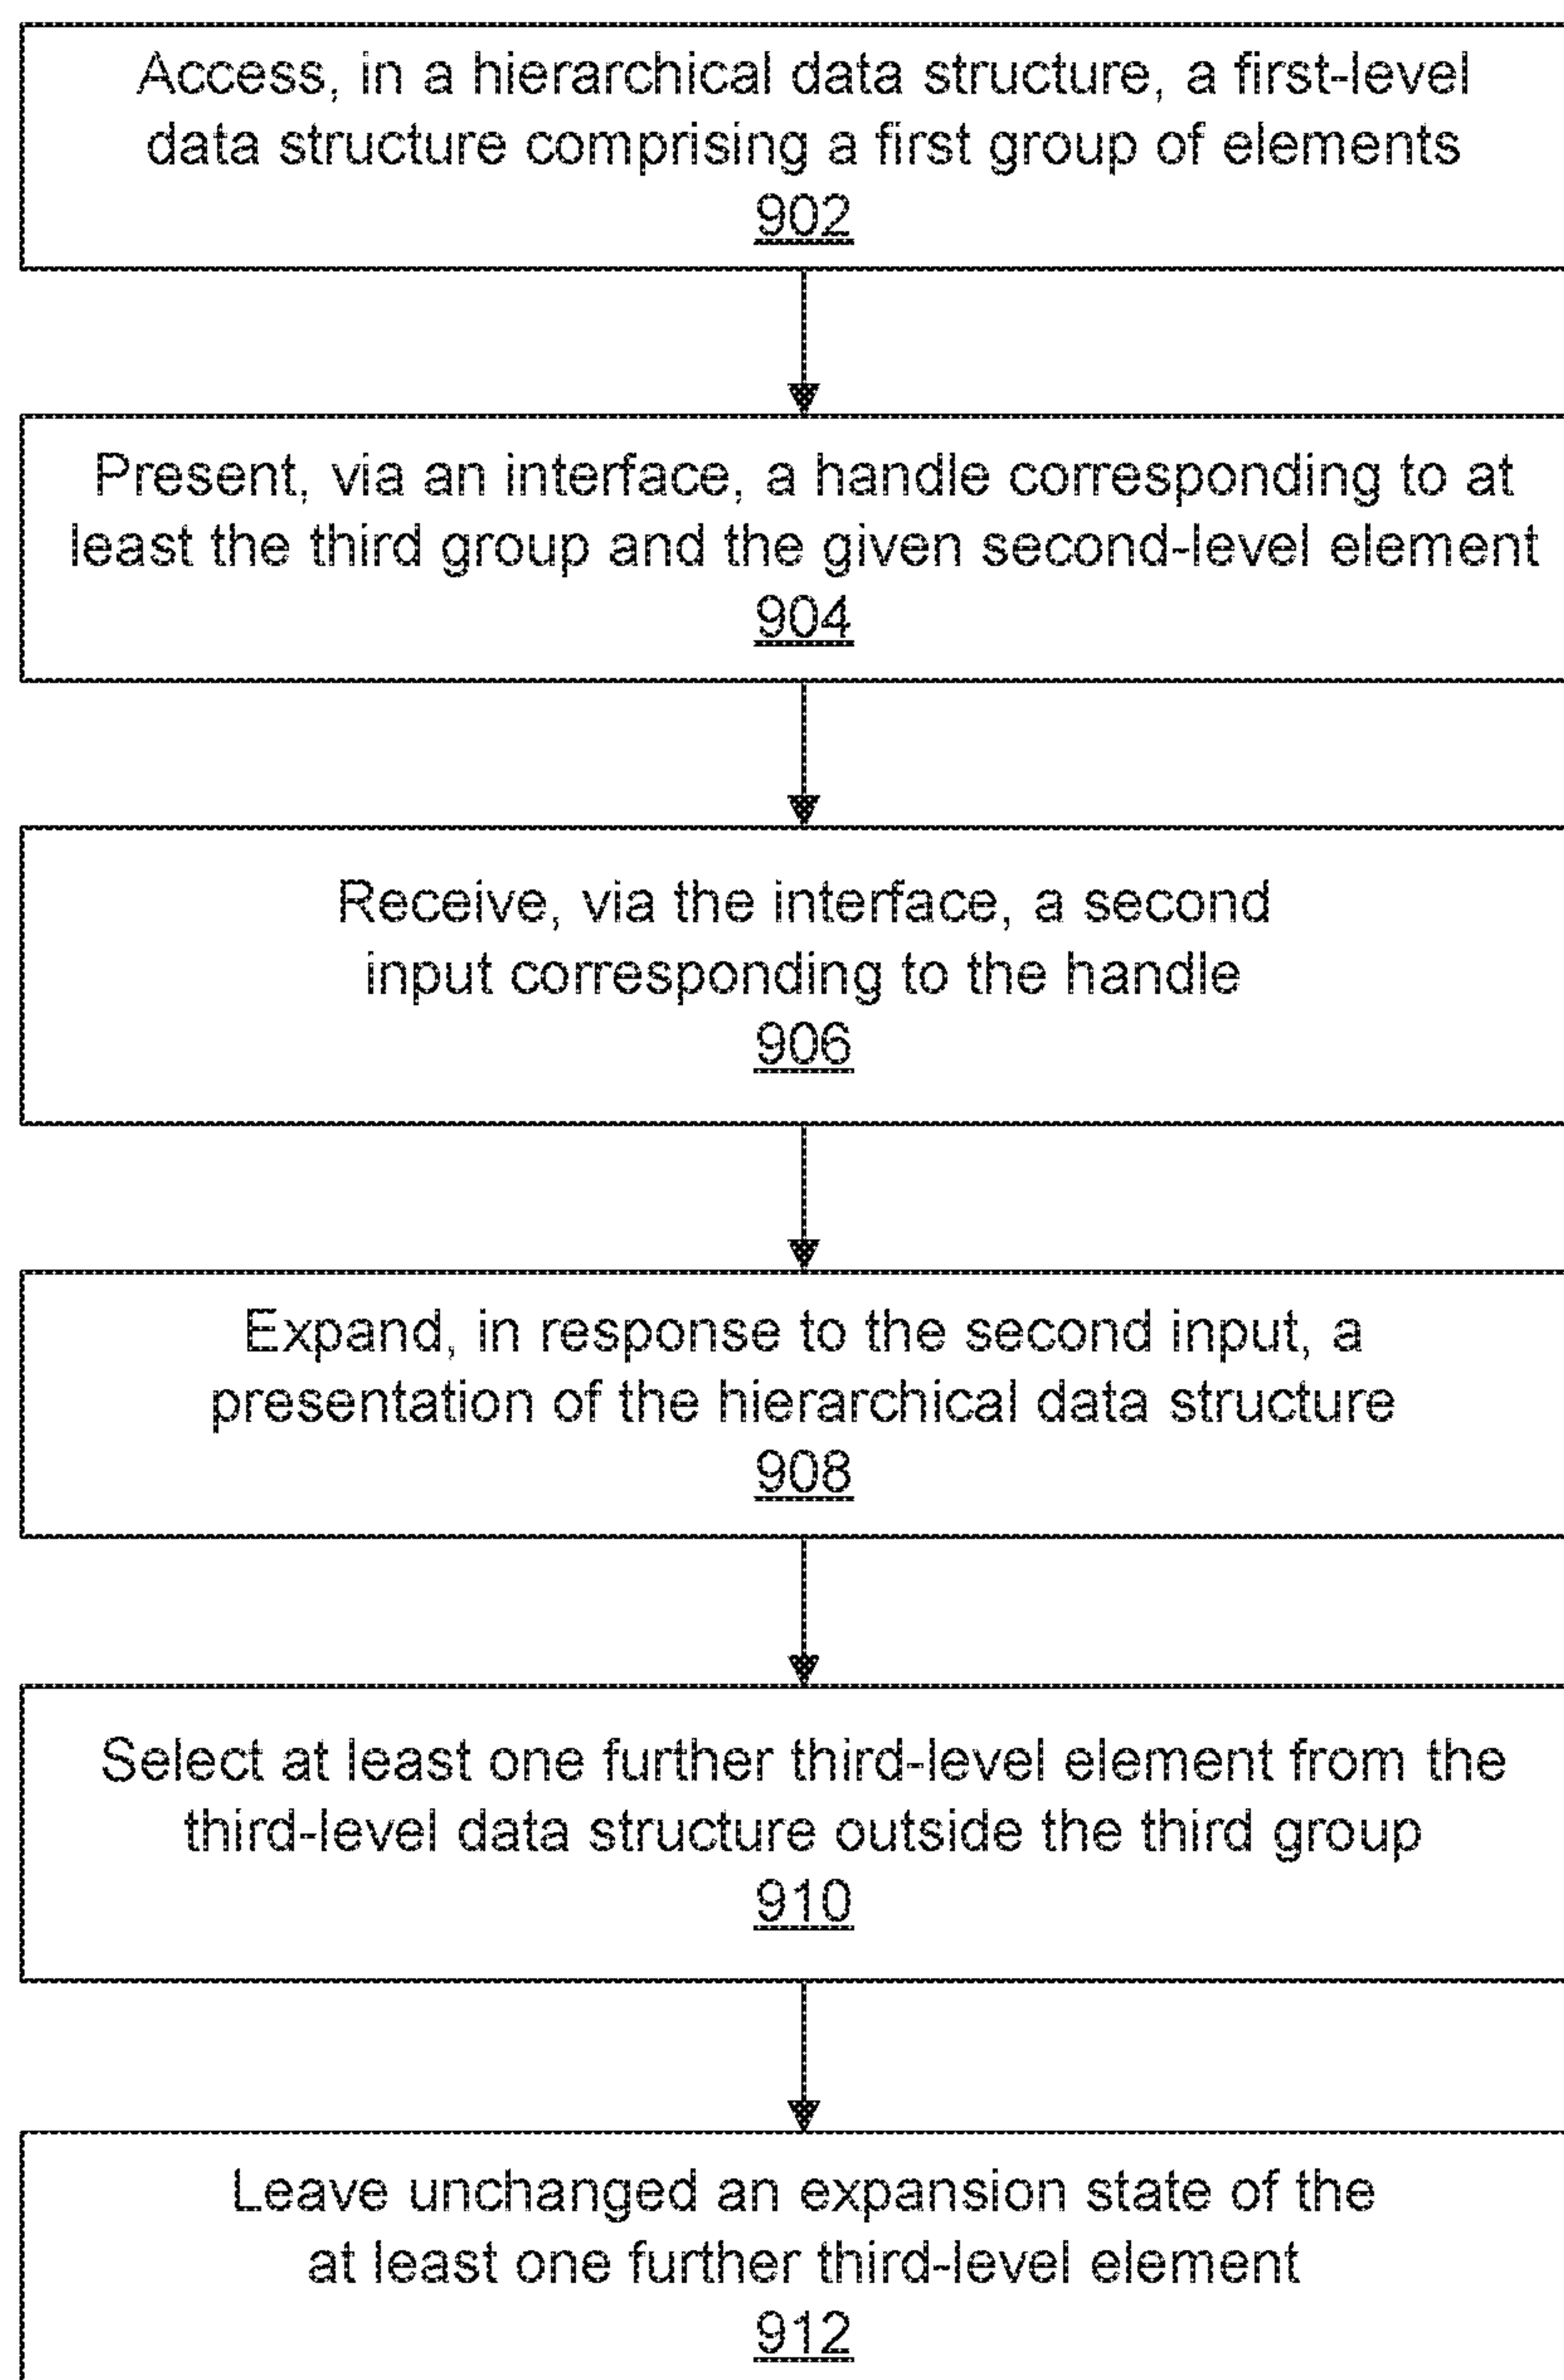 Access, in a hierarchical data structure, a first-level
data structure comprising a first group of elements
902
Present, via an interface, a handle corresponding to at
least the third group and the given second-level element
904
Receive, via the interface, a second
input corresponding to the handle
906
Expand, in response to the second input, a
presentation of the hierarchical data structure
908
Select at least one further third-level element from the
third-level data structure outside the third group
910
Leave unchanged an expansion state of the
at least one further third-level element
912